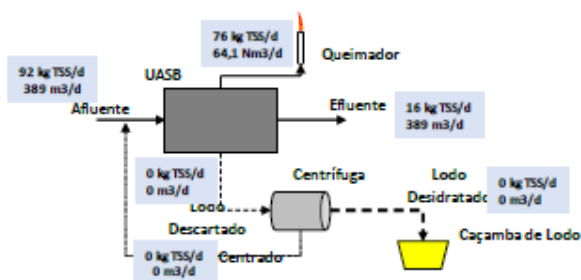 76 kg TSS/d
64,1 Nm3/d
Queimador
92 kg TSS/d
389 m3/d
UASB
Afluente
Efluente
16 kg TSS/d
389 m3/d
0 kg TSS/d
0 m3/d
Lodo
Descartado
Centrífuga
Lodo
Desidratado
0 kg TSS/d
0 m3/d
Caçamba de Lodo
0 kg TSS/d
0 m3/d
Centrado